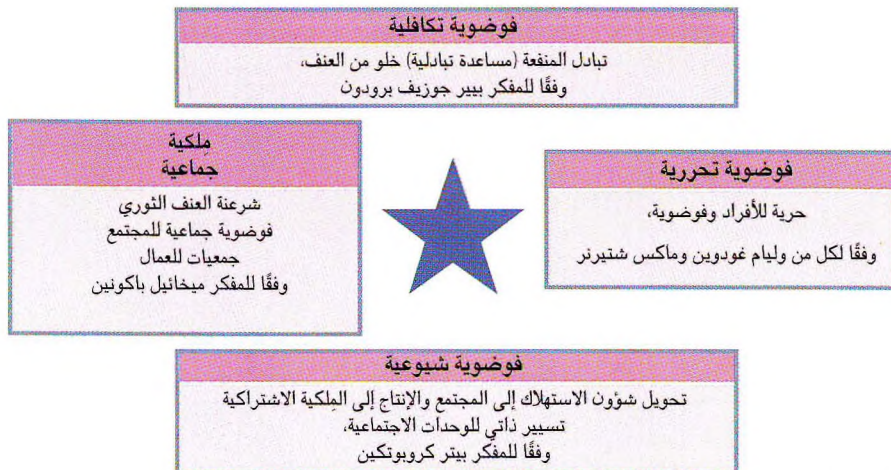 فوضوية تكافلية
تبادل المنفعة (مساعدة تبادلية) خلو من العنف،
وفقًا للمفكر بيير جوزيف برودون
فوضوية تحررية
حرية للأفراد وفوضوية،
وفقًا لكل من وليام غودوين وماكس شتيرنر
ملكية
جماعية
شرعنة العنف الثوري
فوضوية جماعية للمجتمع
جمعيات للعمال
وفقًا للمفكر ميخائيل باكونين
فوضوية شيوعية
تحويل شؤون الاستهلاك إلى المجتمع والإنتاج إلى المِلكية الاشتراكية
تسيير ذاتي للوحدات الاجتماعية،
وفقًا للمفكر بيتر كروبوتكين